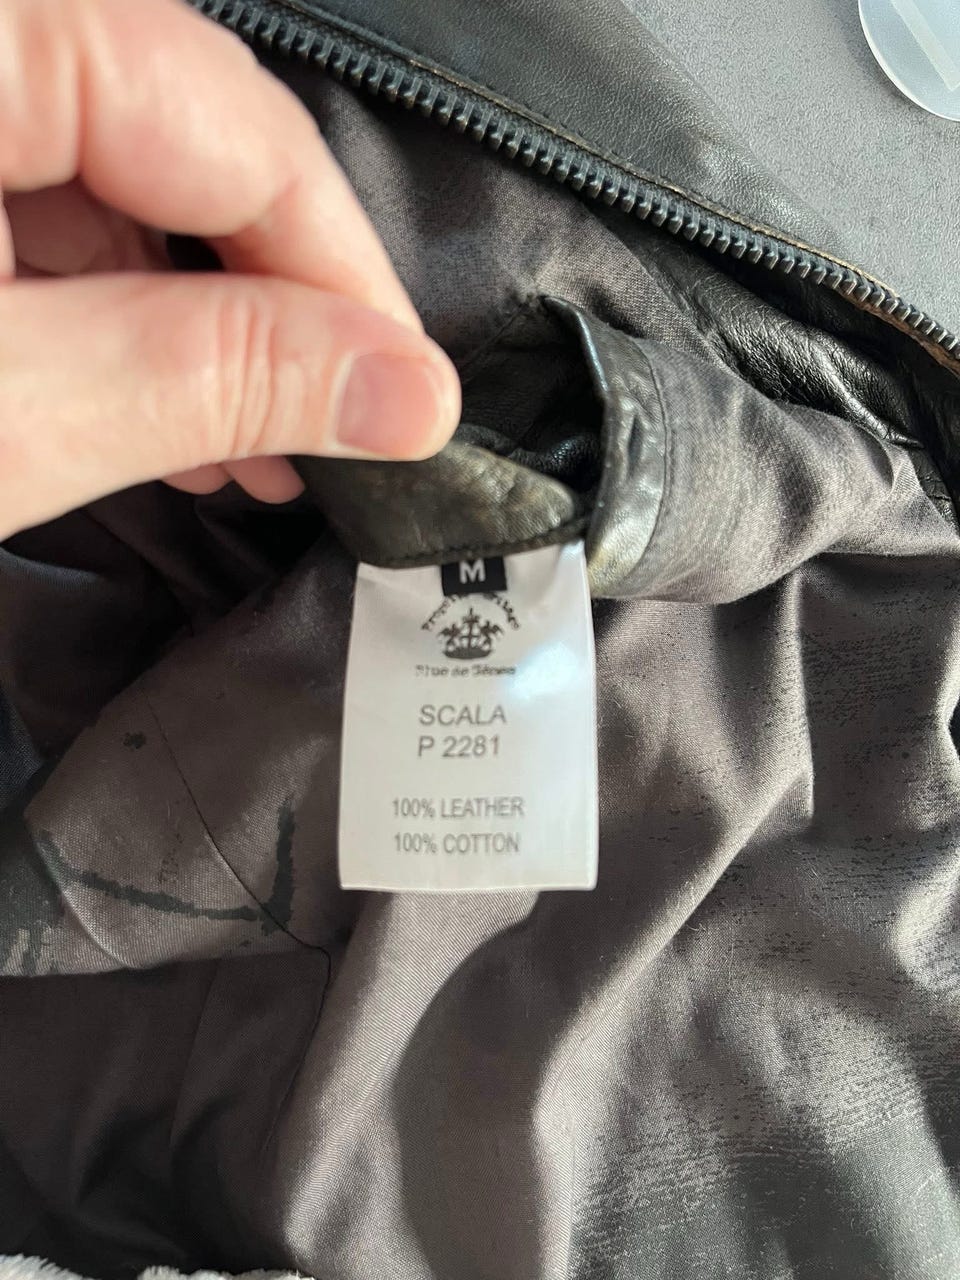 M
SCALA
P 2281
100% LEATHER
100% COTTON